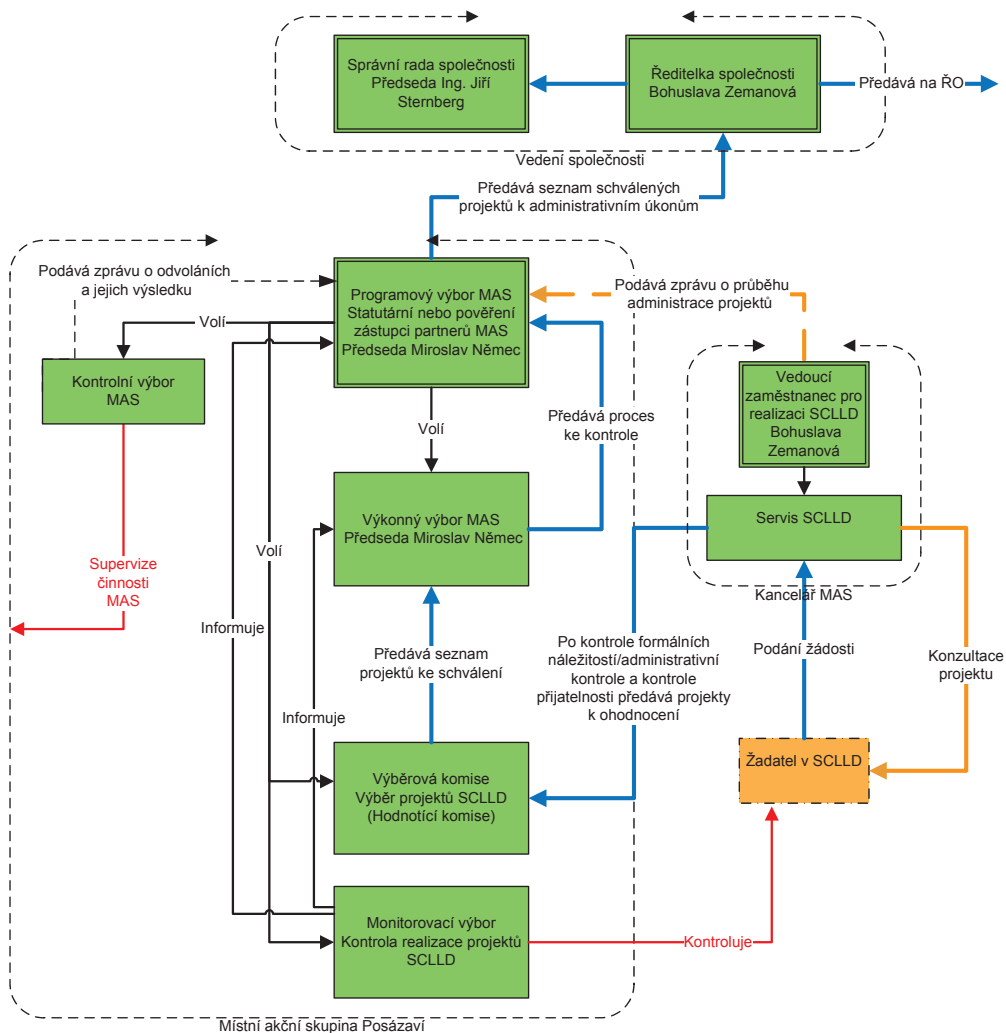 Správní rada společnosti
Předseda Ing. Jiří
Sternberg
Ředitelka společnosti
Bohuslava Zemanová
Předává na ŘO
Vedení společnosti
Předává seznam schválených
projektů k administrativním úkonům
Podává zprávu o odvoláních
a jejich výsledku
Programový výbor MAS
Statutární nebo pověření
zástupci partnerů MAS
Předseda Miroslav Němec
Podává zprávu o průběhu
administrace projektů
Volí
Kontrolní výbor
MAS
Vedoucí
zaměstnanec pro
realizaci SCLLD
Bohuslava
Zemanová
Volí
Předává proces
ke kontrole
Výkonný výbor MAS
Předseda Miroslav Němec
Servis SCLLD
Volí
Supervize
činnosti
MAS
Kancelář MAS
Informuje
Předává seznam
projektů ke schválení
Po kontrole formálních
náležitostí/administrativní
kontrole a kontrole
přijatelnosti předává projekty
k ohodnocení
Podání žádosti
Konzultace
projektu
Informuje
Výběrová komise
Výběr projektů SCLLD
(Hodnotící komise)
Žadatel v SCLLD
Monitorovací výbor
Kontrola realizace projektů
SCLLD
Kontroluje
Místní akční skupina Posázaví